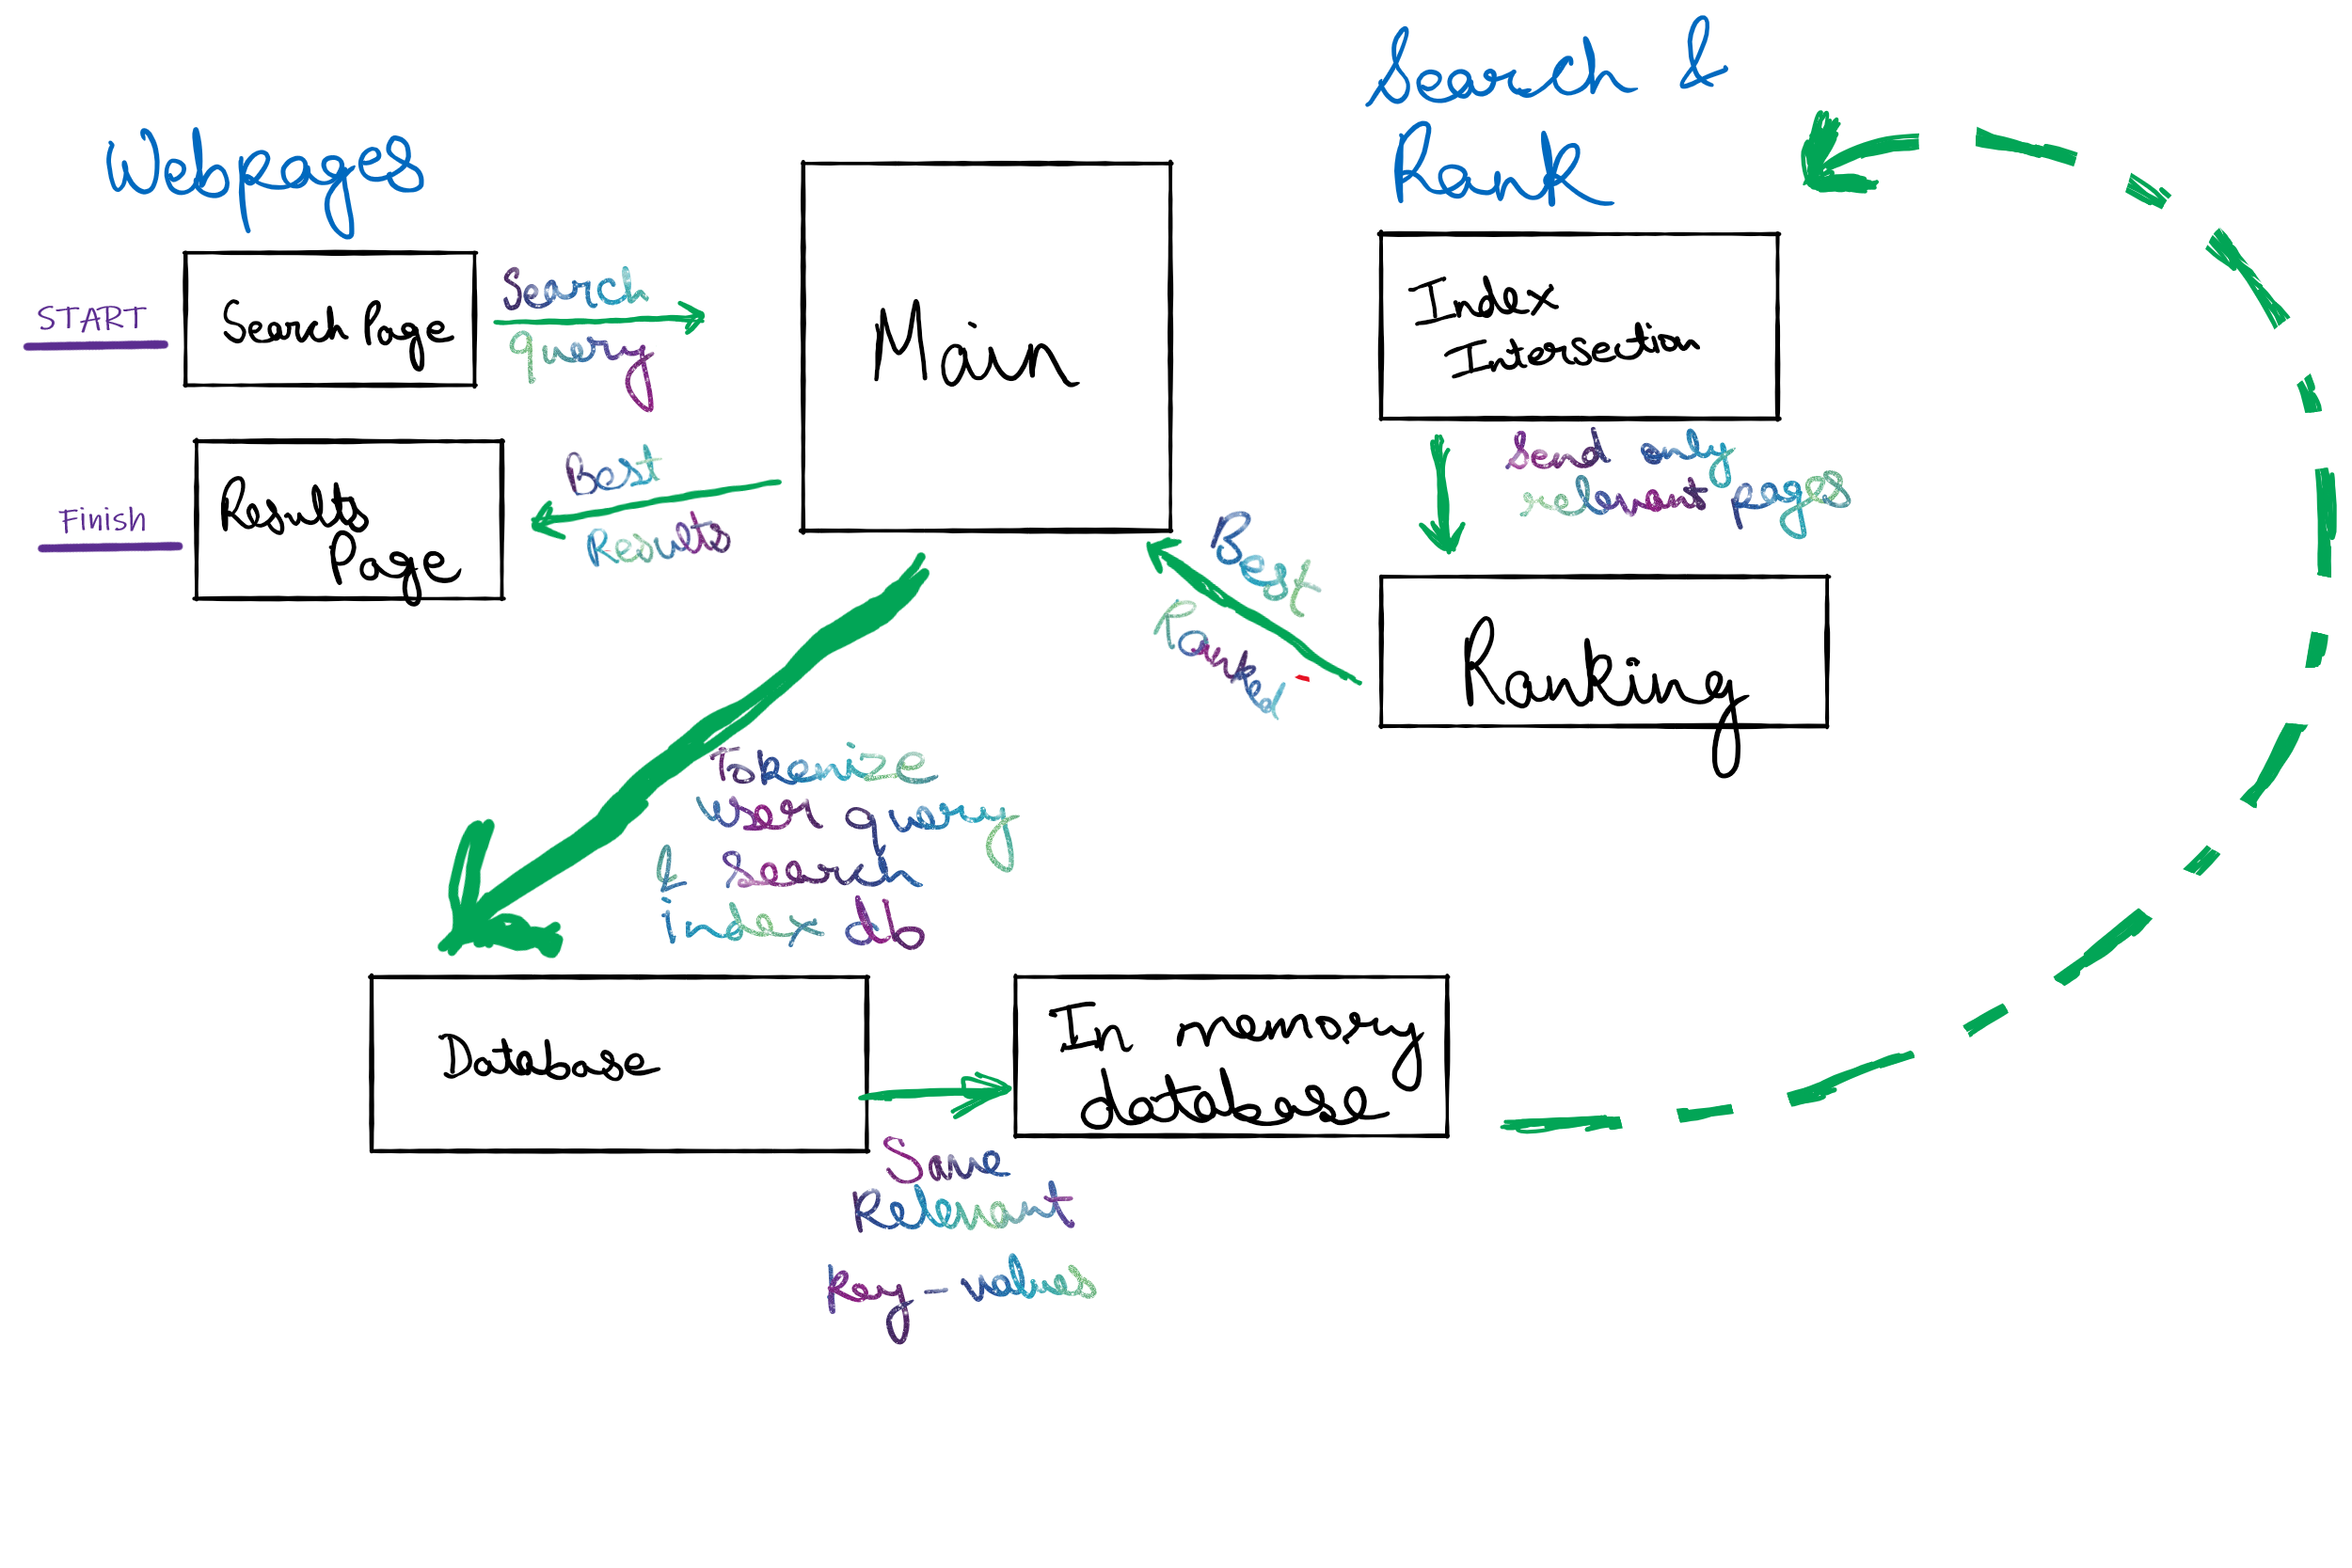 Search &
Rank
Webpages
START
Search Page
Search
query
Main
Index
Intersection
Finish
Results
Page
Best
Results
Send only
relevant pages
Best
Ranked
Ranking
Tokenize
user query
& search
index db
Database
In memory
database
Save
Relevant
key-values